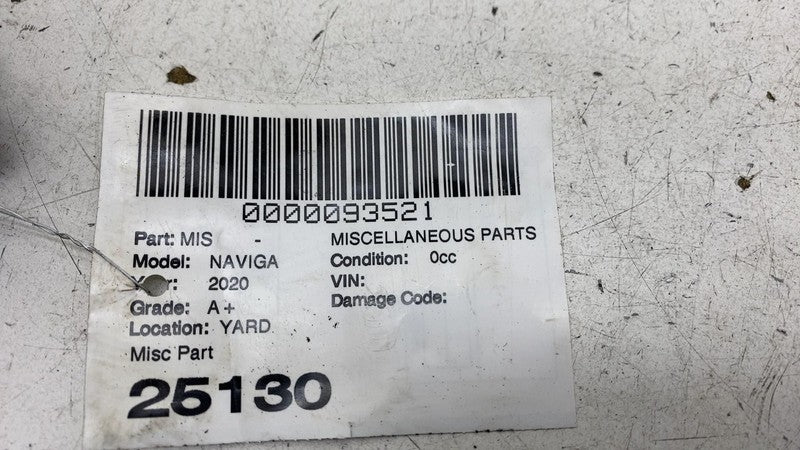 0000093521
Part: MIS - MISCELLANEOUS PARTS
Model: NAVIGA Condition: 0cc
2020 VIN:
Grade: A+ Damage Code:
Location: YARD
Misc Part
25130